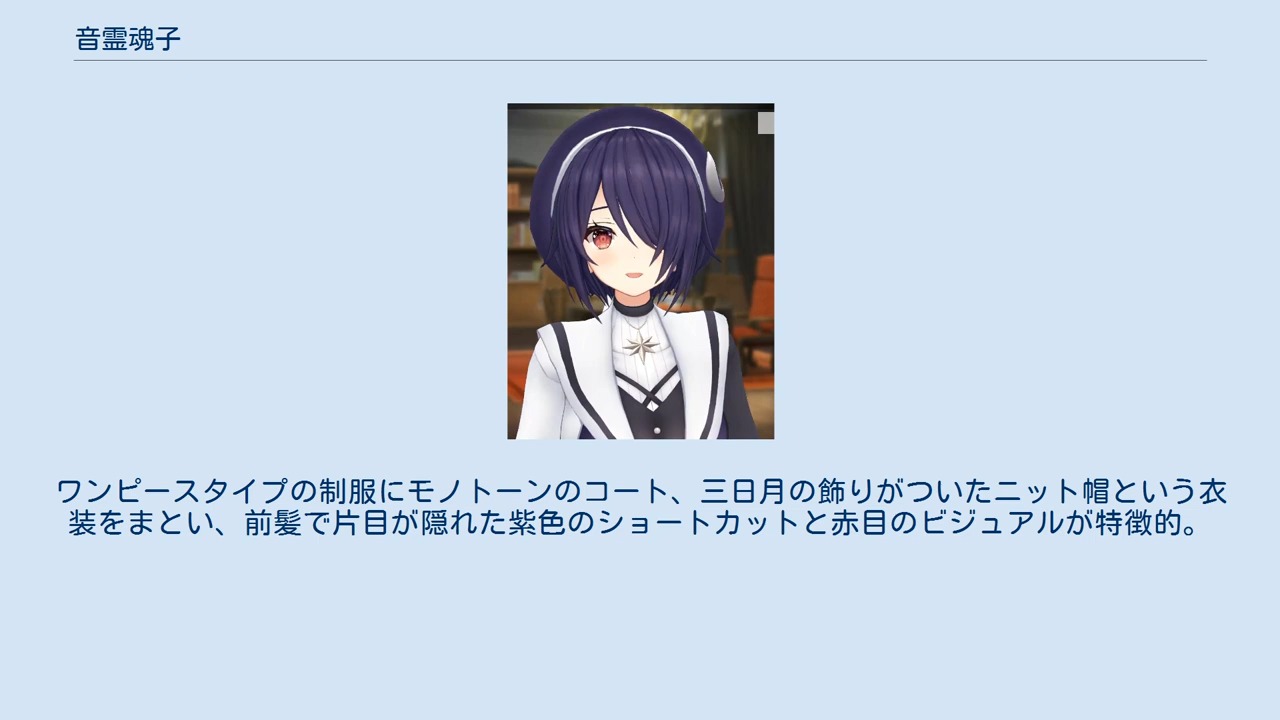 音霊魂子
ワンピースタイプの制服にモノトーンのコート、三日月の飾りがついたニット帽という衣
装をまとい、前髪で片目が隠れた紫色のショートカットと赤目のビジュアルが特徴的。